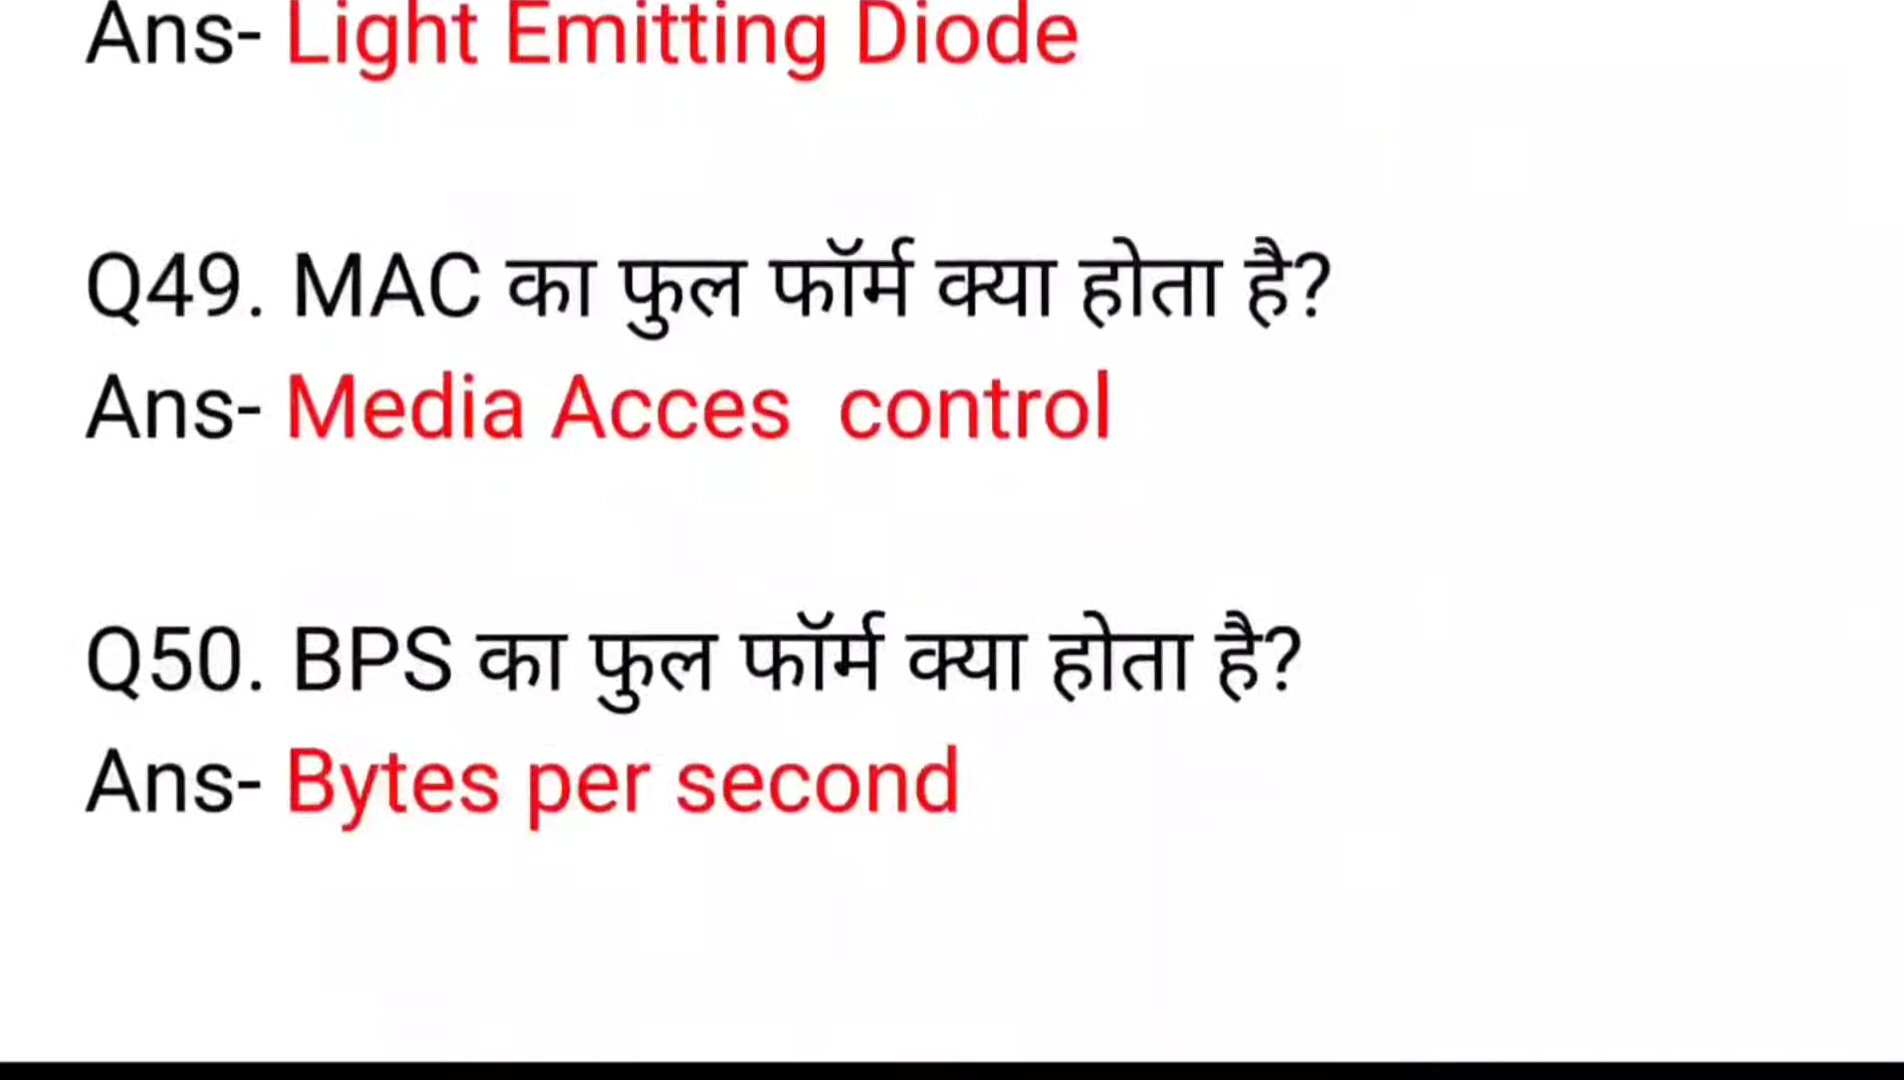 Ans- Light Emitting Diode
Q49. MAC का फुल फॉर्म क्या होता है?
Ans- Media Acces  control
Q50. BPS का फुल फॉर्म क्या होता है?
Ans- Bytes per second